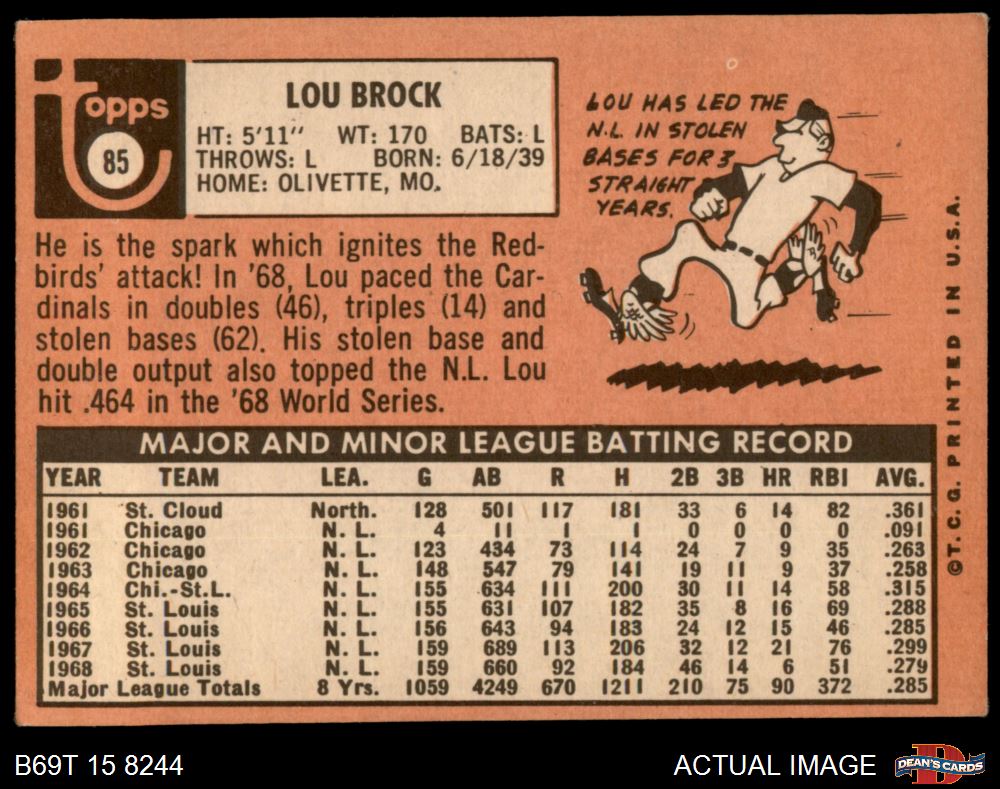 Topps
85
LOU BROCK
HT: 5'11" WT: 170 BATS: L
THROWS: L BORN: 6/18/39
HOME: OLIVETTE, MO.
LOU HAS LED THE
N.L. IN STOLEN
BASES FOR 3
STRAIGHT
YEARS.
He is the spark which ignites the Red-
birds' attack! In '68, Lou paced the Car-
dinals in doubles (46), triples (14) and
stolen bases (62). His stolen base and
double output also topped the N.L. Lou
hit .464 in the '68 World Series.
MAJOR AND MINOR LEAGUE BATTING RECORD
YEAR TEAM LEA. G AB R H 2B 3B HR RBI AVG.
1961 St. Cloud North. 128 501 117 181 33 6 14 82 .361
1961 Chicago N. L. 4 11 1 1 0 0 0 0 .091
1962 Chicago N. L. 123 434 73 114 24 7 9 35 .263
1963 Chicago N. L. 148 547 79 141 19 11 9 37 .258
1964 Chi.-St.L. N. L. 155 634 111 200 30 11 14 58 .315
1965 St. Louis N. L. 155 631 107 182 35 8 16 69 .288
1966 St. Louis N. L. 156 643 94 183 24 12 15 46 .285
1967 St. Louis N. L. 159 689 113 206 32 12 21 76 .299
1968 St. Louis N. L. 159 660 92 184 46 14 6 51 .279
Major League Totals 8 Yrs. 1059 4249 670 1211 210 75 90 372 .285
©T. C. G. PRINTED IN U.S.A.
B69T 15 8244
ACTUAL IMAGE
D
DEAN'S CARDS